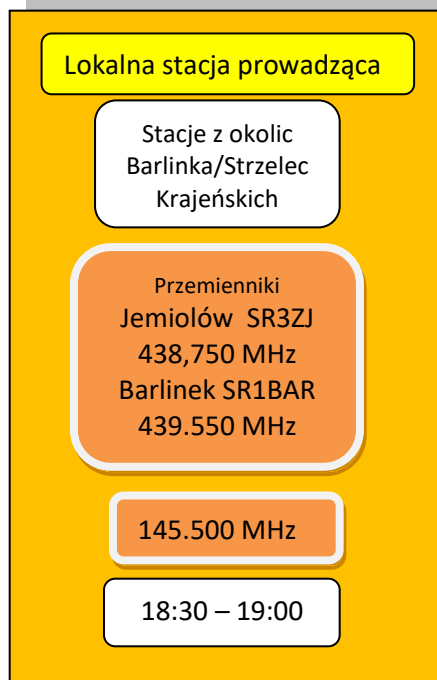 Lokalna stacja prowadząca
Stacje z okolic
Barlinka/Strzelec
Krajeńskich
Przemienniki
Jemiolów SR3ZJ
438,750 MHz
Barlinek SR1BAR
439.550 MHz
145.500 MHz
18:30 – 19:00